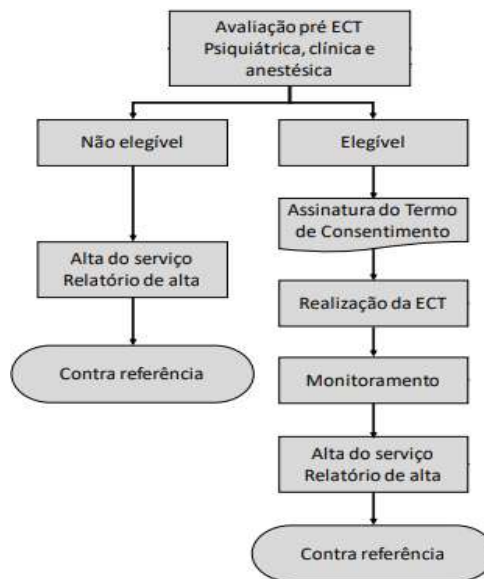 Avaliação pré ECT
Psiquiátrica, clínica e
anestésica
Não elegível
Elegível
Assinatura do Termo
de Consentimento
Alta do serviço
Relatório de alta
Realização da ECT
Contra referência
Monitoramento
Alta do serviço
Relatório de alta
Contra referência